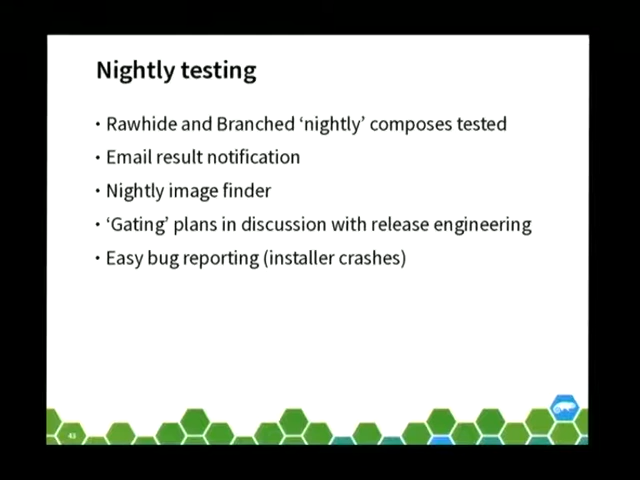 Nightly testing
• Rawhide and Branched ‘nightly’ composes tested
• Email result notification
• Nightly image finder
• ‘Gating’ plans in discussion with release engineering
• Easy bug reporting (installer crashes)
43